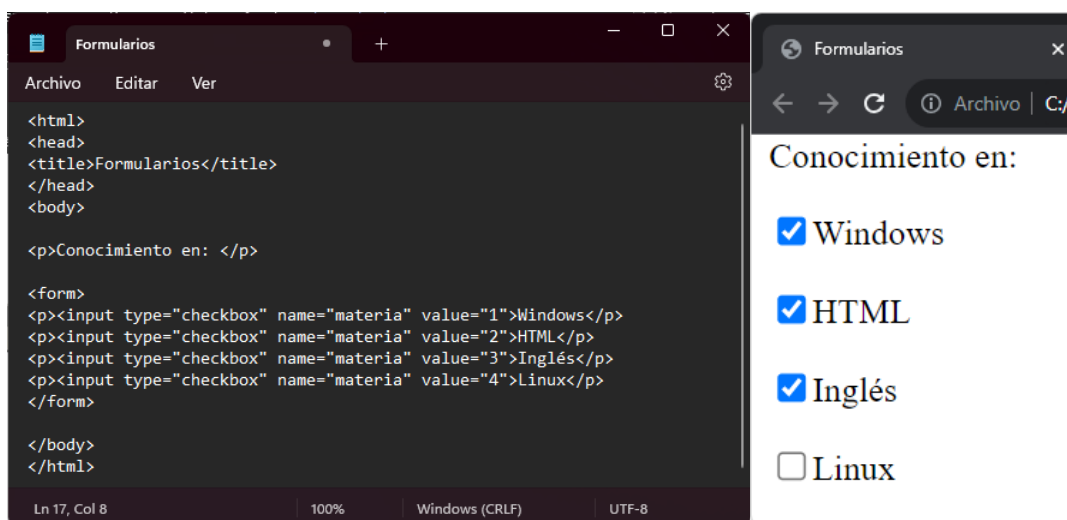 Formularios
Archivo Editar Ver
<html>
<head>
<title>Formularios</title>
</head>
<body>
<p>Conocimiento en: </p>
<form>
<p><input type="checkbox" name="materia" value="1">Windows</p>
<p><input type="checkbox" name="materia" value="2">HTML</p>
<p><input type="checkbox" name="materia" value="3">Inglés</p>
<p><input type="checkbox" name="materia" value="4">Linux</p>
</form>
</body>
</html>
Ln 17, Col 8 100% Windows (CRLF) UTF-8
Formularios
Archivo C:/
Conocimiento en:
Windows
HTML
Inglés
Linux